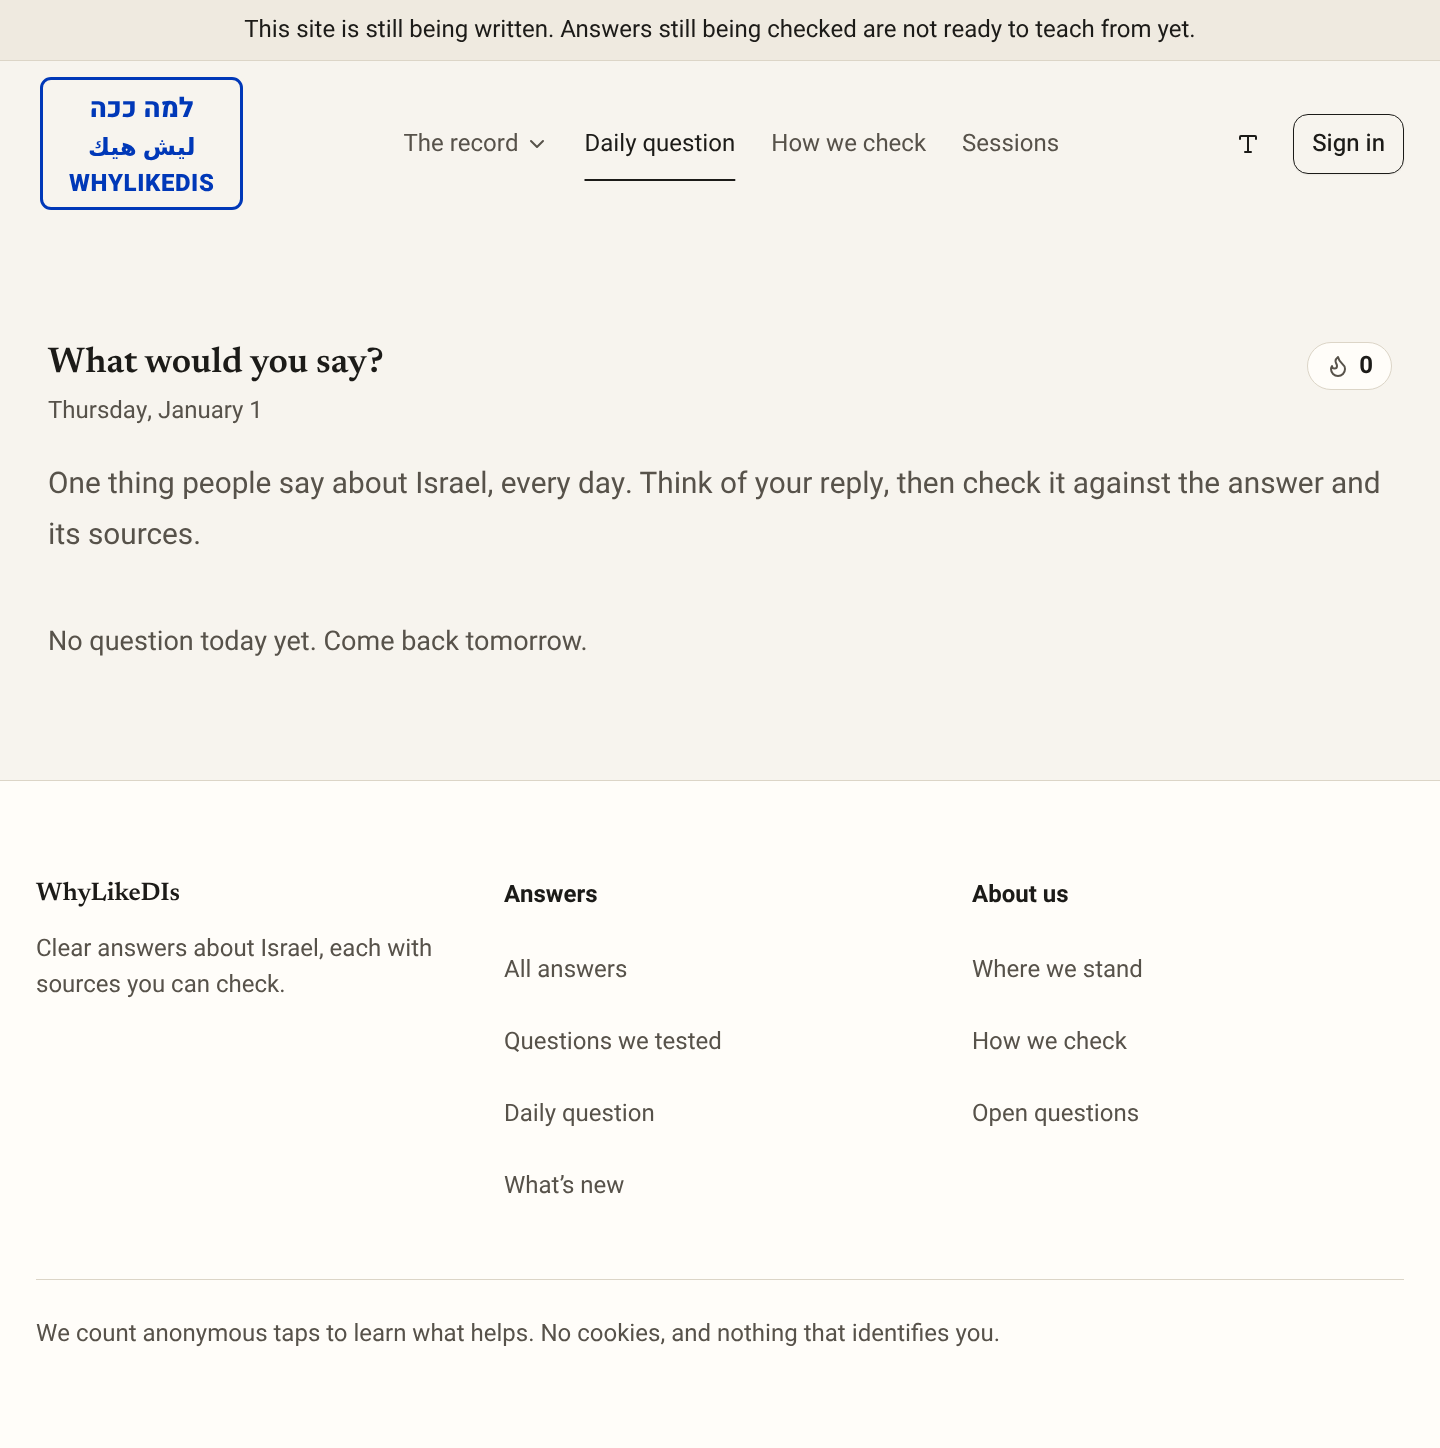 This site is still being written. Answers still being checked are not ready to teach from yet.
למה ככה
ليش هيك
WHYLIKEDIS
The record
Daily question
How we check
Sessions
Sign in
What would you say?
0
Thursday, January 1
One thing people say about Israel, every day. Think of your reply, then check it against the answer and
its sources.
No question today yet. Come back tomorrow.
WhyLikeDIs
Clear answers about Israel, each with
sources you can check.
Answers
All answers
Questions we tested
Daily question
What’s new
About us
Where we stand
How we check
Open questions
We count anonymous taps to learn what helps. No cookies, and nothing that identifies you.